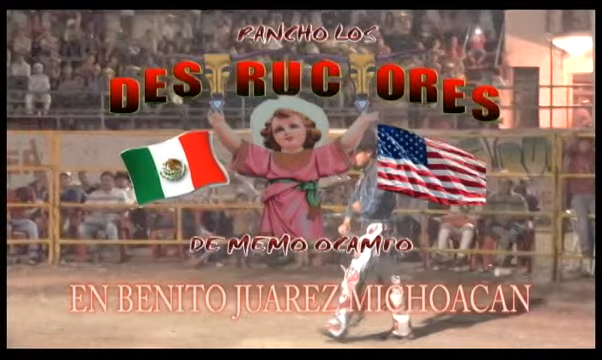 RANCHO LOS
DESTRUCTORES
DE MEMO OCAMPO
EN BENITO JUAREZ MICHOACAN